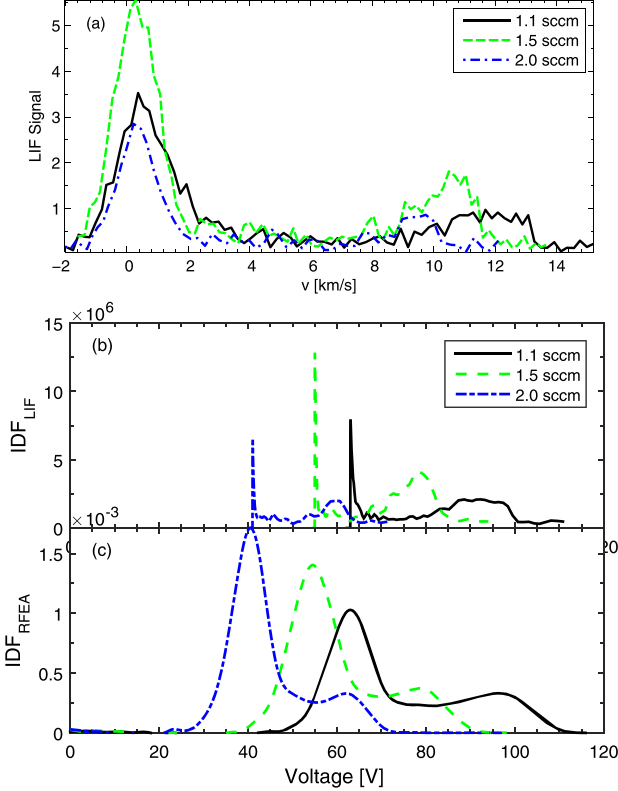 (a)
1.1 sccm
1.5 sccm
2.0 sccm
LIF Signal
5
4
3
2
1
−2
0
2
4
6
8
10
12
14
v [km/s]
×10⁶
(b)
1.1 sccm
1.5 sccm
2.0 sccm
IDF_LIF
15
10
5
0
×10⁻³
0
20
(c)
IDF_RFEA
1.5
1
0.5
0
0
20
40
60
80
100
120
Voltage [V]